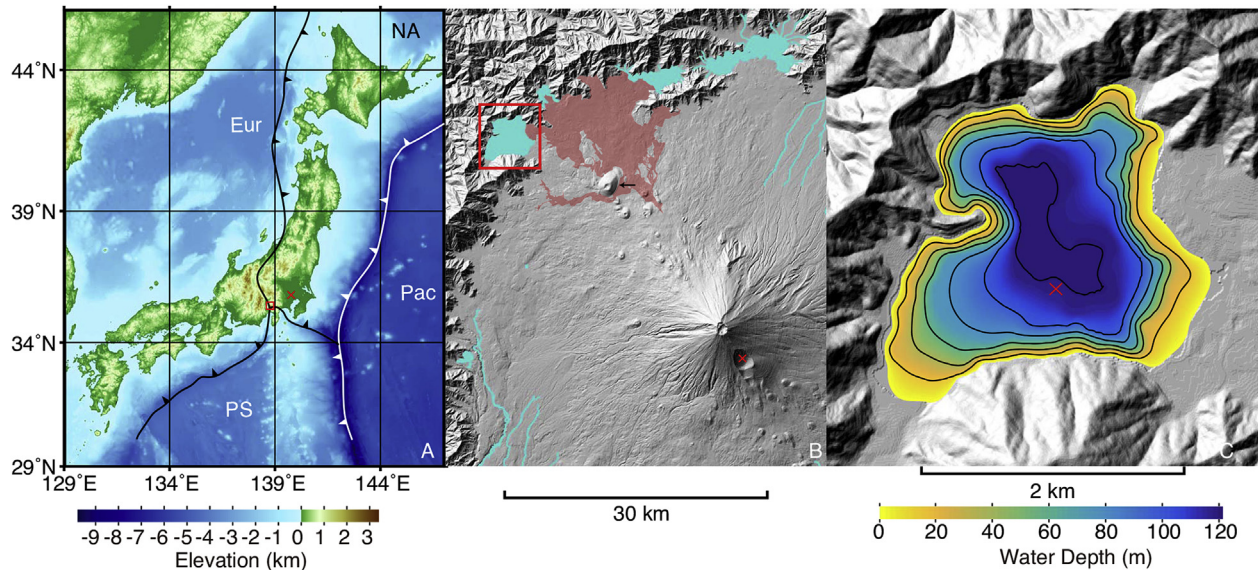 NA
44°N
Eur
39°N
Pac
34°N
PS
A
B
C
29°N
129°E 134°E 139°E 144°E
30 km
2 km
-9 -8 -7 -6 -5 -4 -3 -2 -1 0 1 2 3
Elevation (km)
0 20 40 60 80 100 120
Water Depth (m)